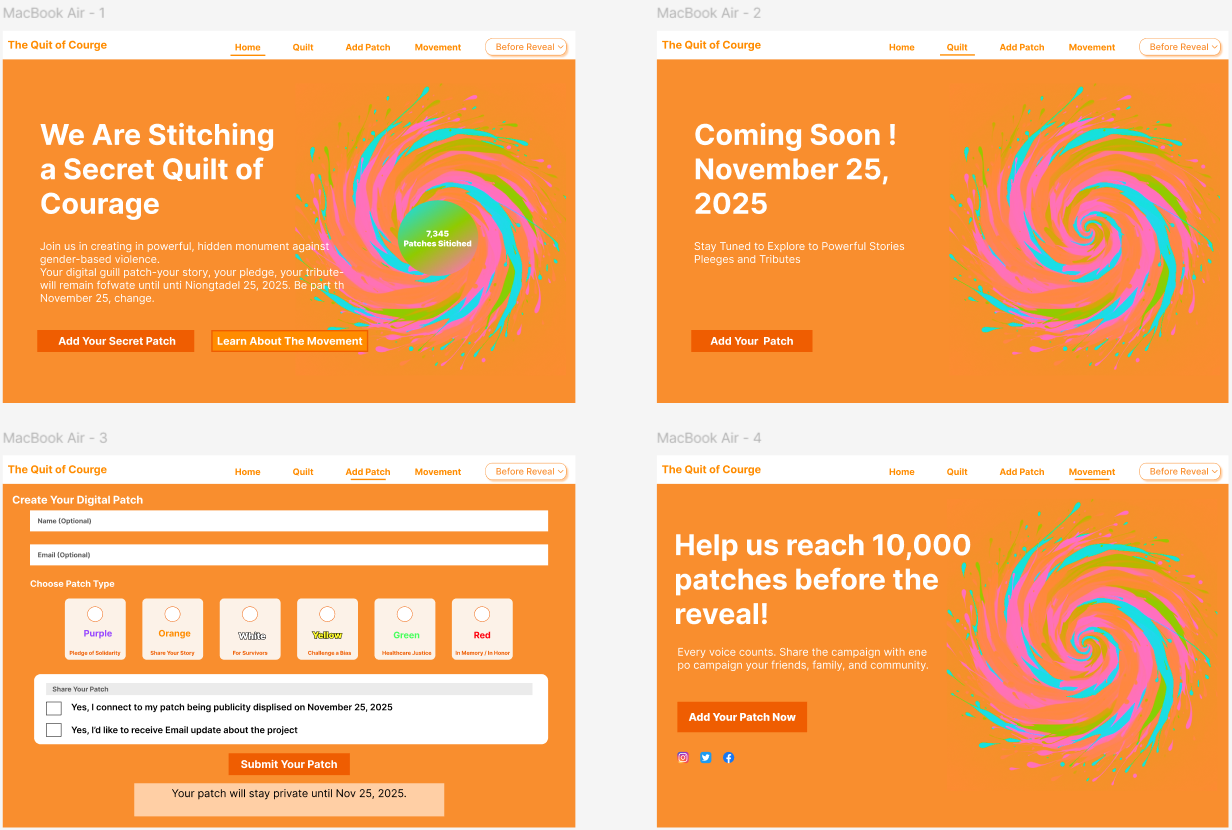 MacBook Air - 1
The Quit of Courge
Home Quilt Add Patch Movement Before Reveal
We Are Stitching
a Secret Quilt of
Courage
7,345
Patches Stitiched
Join us in creating in powerful, hidden monument against
gender-based violence.
Your digital guill patch-your story, your pledge, your tribute-
will remain fofwate until unti Niongtadel 25, 2025. Be part th
November 25, change.
Add Your Secret Patch Learn About The Movement
MacBook Air - 2
The Quit of Courge
Home Quilt Add Patch Movement Before Reveal
Coming Soon !
November 25,
2025
Stay Tuned to Explore to Powerful Stories
Pleeges and Tributes
Add Your Patch
MacBook Air - 3
The Quit of Courge
Home Quilt Add Patch Movement Before Reveal
Create Your Digital Patch
Name (Optional)
Email (Optional)
Choose Patch Type
Purple Orange White Yellow Green Red
Pledge of Solidarity Share Your Story For Survivors Challenge a Bias Healthcare Justice In Memory / In Honor
Share Your Patch
Yes, I connect to my patch being publicity displised on November 25, 2025
Yes, I'd like to receive Email update about the project
Submit Your Patch
Your patch will stay private until Nov 25, 2025.
MacBook Air - 4
The Quit of Courge
Home Quilt Add Patch Movement Before Reveal
Help us reach 10,000
patches before the
reveal!
Every voice counts. Share the campaign with ene
po campaign your friends, family, and community.
Add Your Patch Now